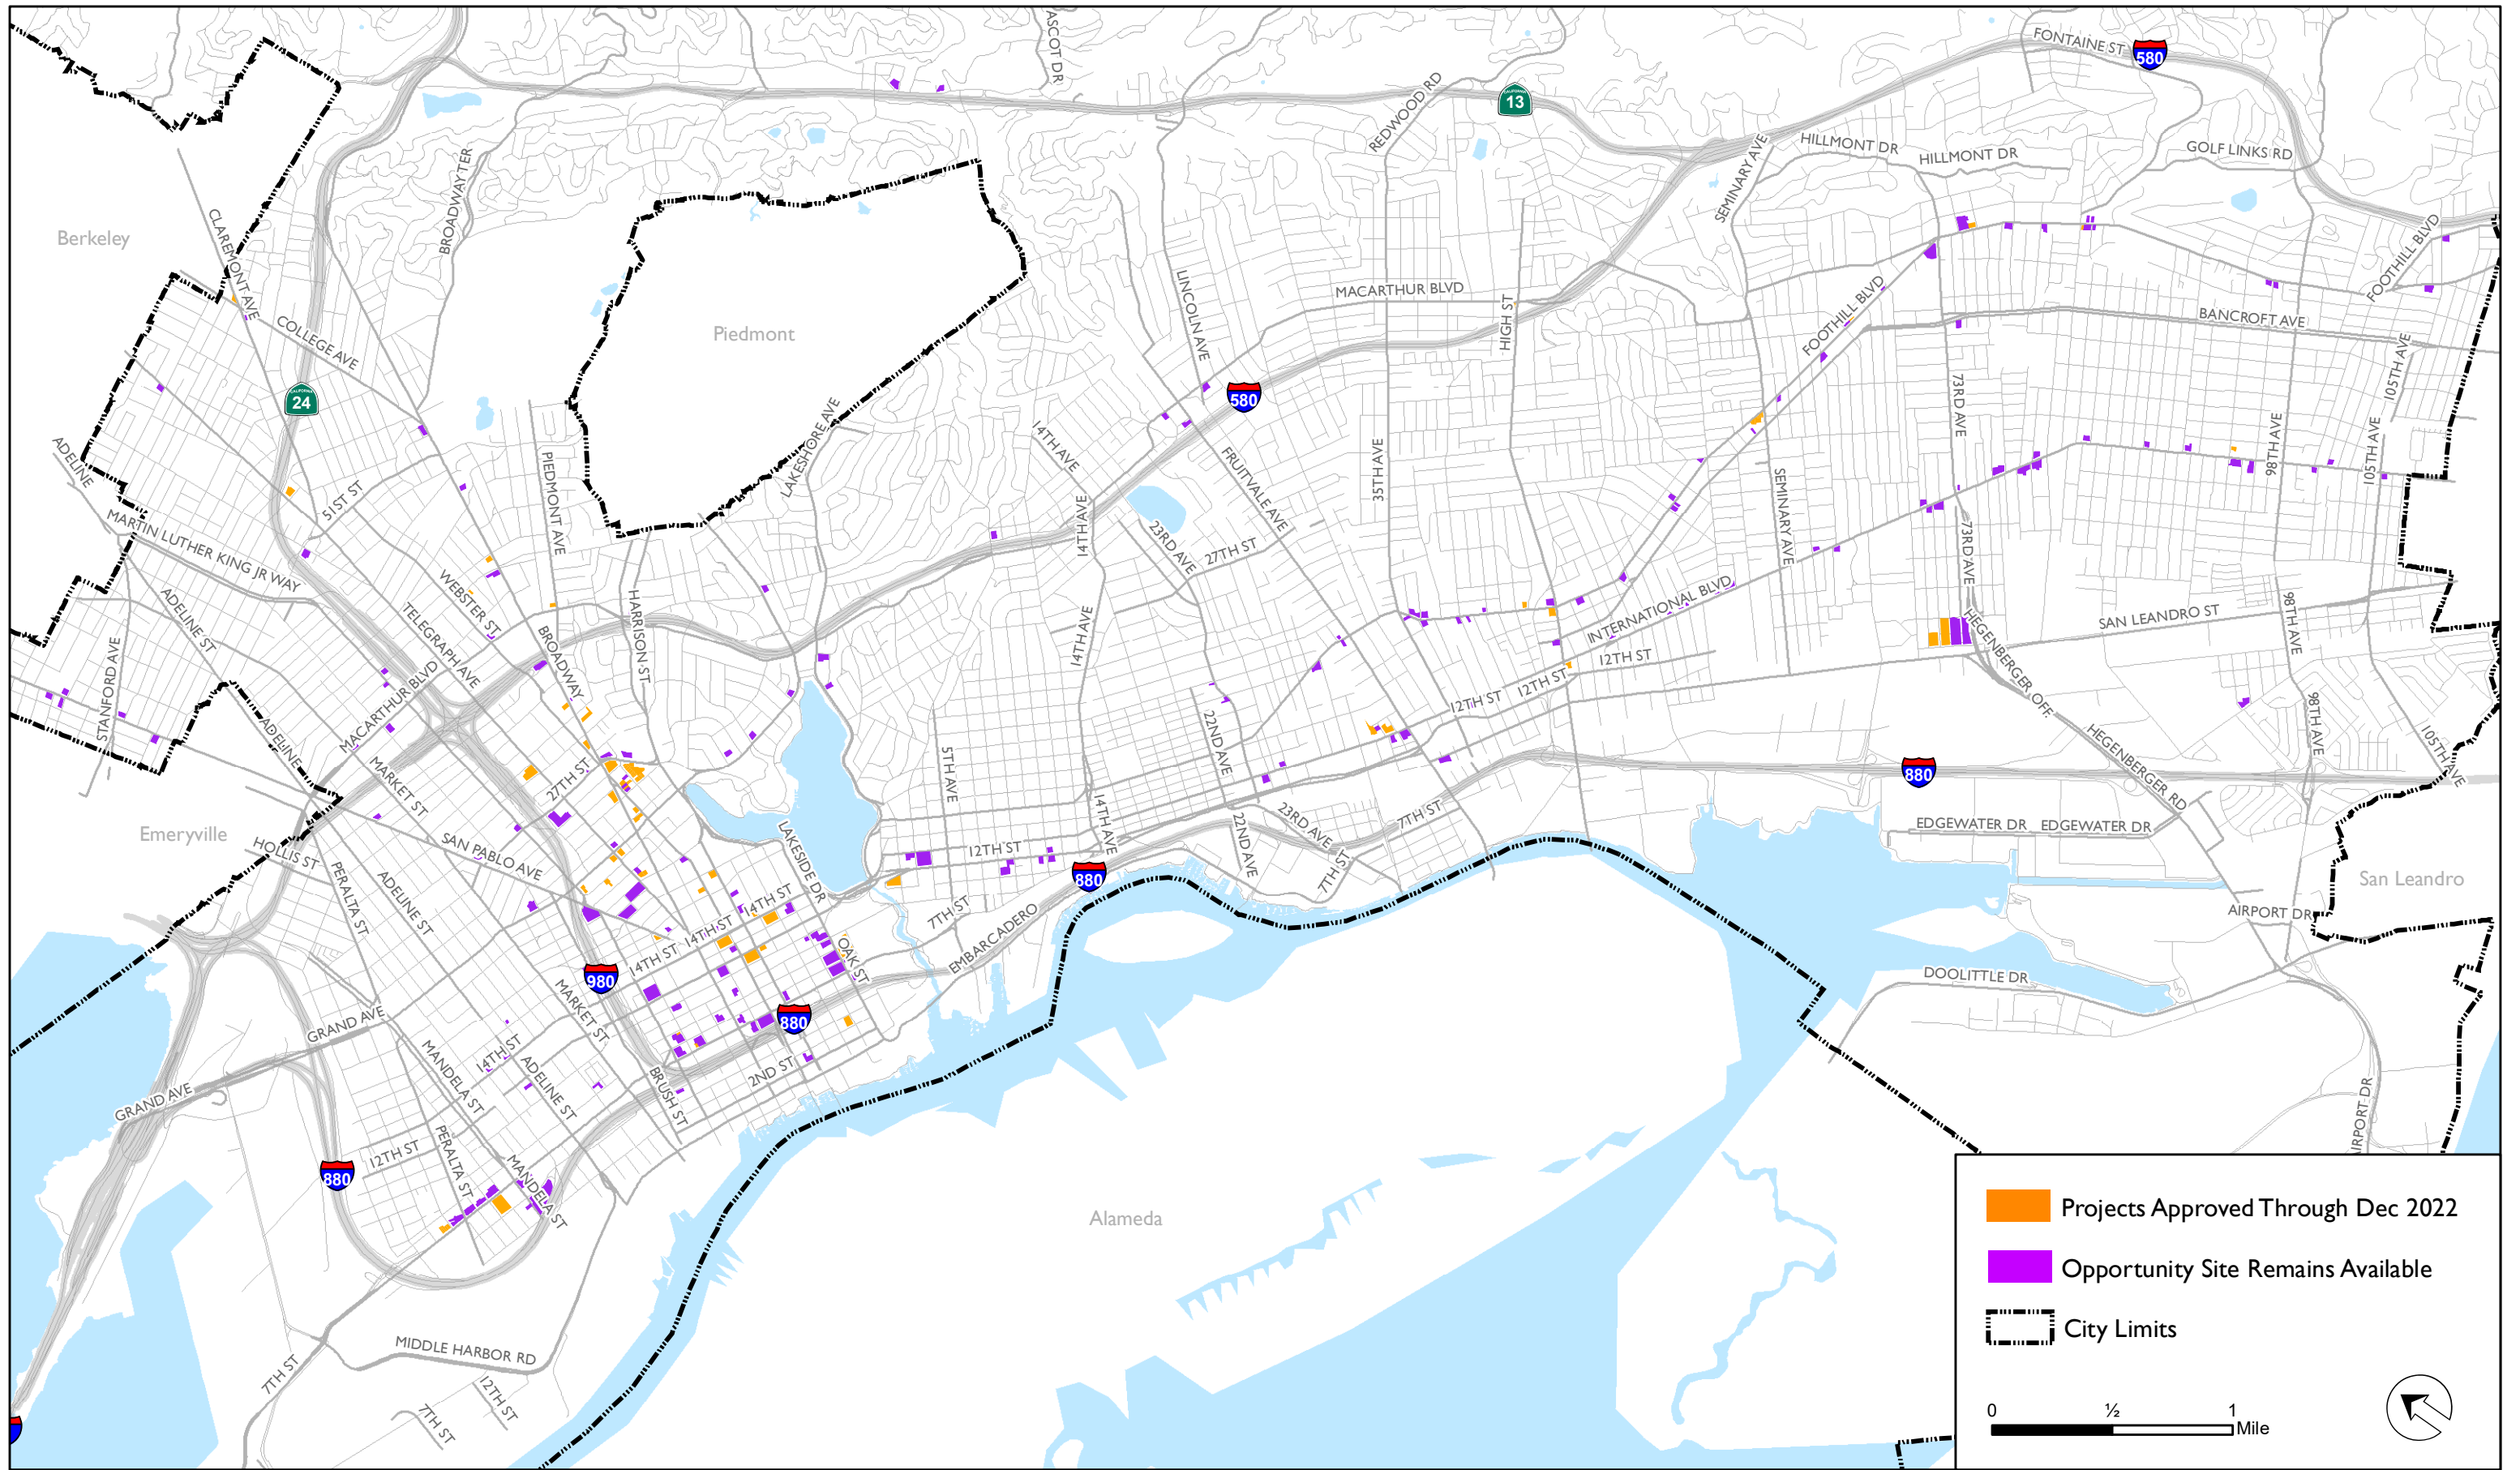 ASCOT DR
FONTAINE ST
580
REDWOOD RD
CALIFORNIA
13
SEMINARY AVE
HILLMONT DR
HILLMONT DR
GOLF LINKS RD
BROADWAY TER
CLAREMONT AVE
Berkeley
FOOTHILL BLVD
LINCOLN AVE
MACARTHUR BLVD
HIGH ST
FOOTHILL BLVD
BANCROFT AVE
Piedmont
COLLEGE AVE
CALIFORNIA
24
580
105TH AVE
73RD AVE
LAKESHORE AVE
14TH AVE
98TH AVE
105TH AVE
ADELINE
PIEDMONT AVE
FRUITVALE AVE
35TH AVE
51ST ST
SEMINARY AVE
MARTIN LUTHER KING JR WAY
14TH AVE
23RD AVE
27TH ST
73RD AVE
WEBSTER ST
TELEGRAPH AVE
HARRISON ST
ADELINE ST
INTERNATIONAL BLVD
SAN LEANDRO ST
98TH AVE
STANFORD AVE
BROADWAY
14TH AVE
12TH ST
HEGENBERGER OFF
MACARTHUR BLVD
12TH ST
12TH ST
ADELINE
22ND AVE
98TH AVE
105TH AVE
MARKET ST
27TH ST
5TH AVE
HEGENBERGER RD
880
14TH AVE
23RD AVE
7TH ST
EDGEWATER DR
EDGEWATER DR
Emeryville
HOLLIS ST
SAN PABLO AVE
LAKESIDE DR
12TH ST
22ND AVE
7TH ST
880
San Leandro
PERALTA ST
ADELINE ST
14TH ST
14TH ST
14TH ST
7TH ST
EMBARCADERO
OAK ST
AIRPORT DR
980
DOOLITTLE DR
MARKET ST
880
GRAND AVE
14TH ST
MANDELA ST
ADELINE ST
BRUSH ST
2ND ST
GRAND AVE
AIRPORT DR
12TH ST
PERALTA ST
MANDELA ST
880
Alameda
MIDDLE HARBOR RD
7TH ST
12TH ST
7TH ST
Projects Approved Through Dec 2022
Opportunity Site Remains Available
City Limits
0 ½ 1
Mile